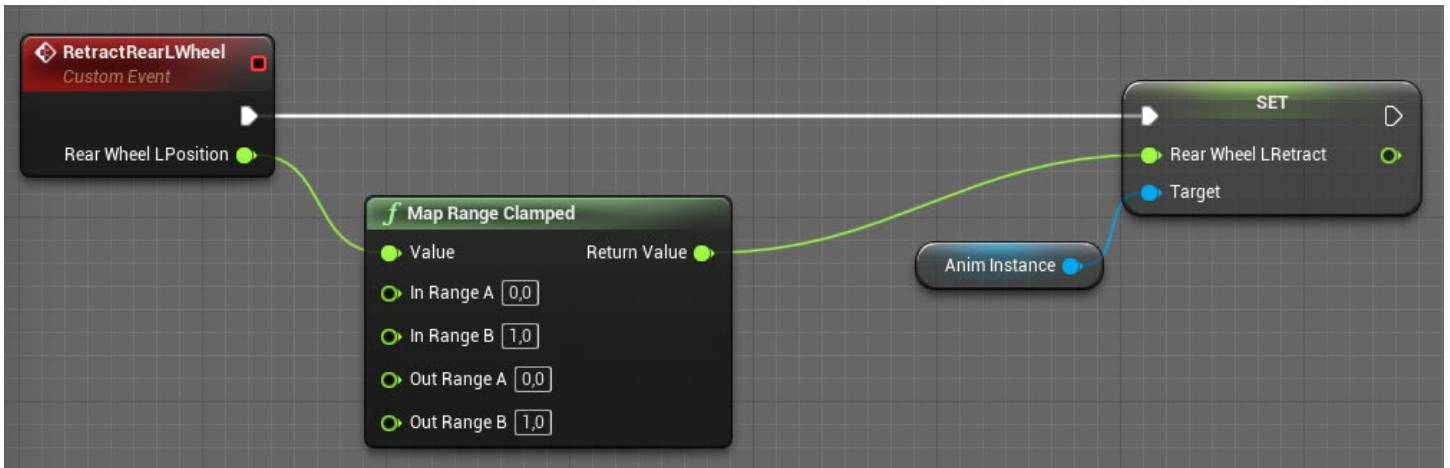 RetractRearLWheel
Custom Event
Rear Wheel LPosition
f Map Range Clamped
Value Return Value
In Range A 0,0
In Range B 1,0
Out Range A 0,0
Out Range B 1,0
Anim Instance
SET
Rear Wheel LRetract
Target